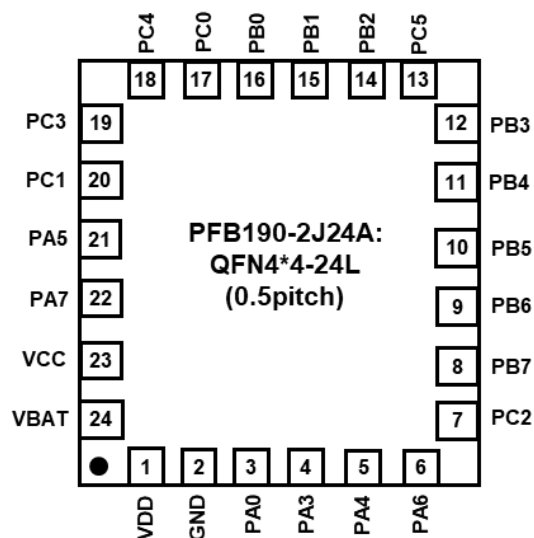 PC4 PC0 PB0 PB1 PB2 PC5
18 17 16 15 14 13
PC3 19 12 PB3
PC1 20 11 PB4
PA5 21 10 PB5
PFB190-2J24A:
QFN4*4-24L
(0.5pitch)
PA7 22 9 PB6
VCC 23 8 PB7
VBAT 24 7 PC2
1 2 3 4 5 6
VDD GND PA0 PA3 PA4 PA6